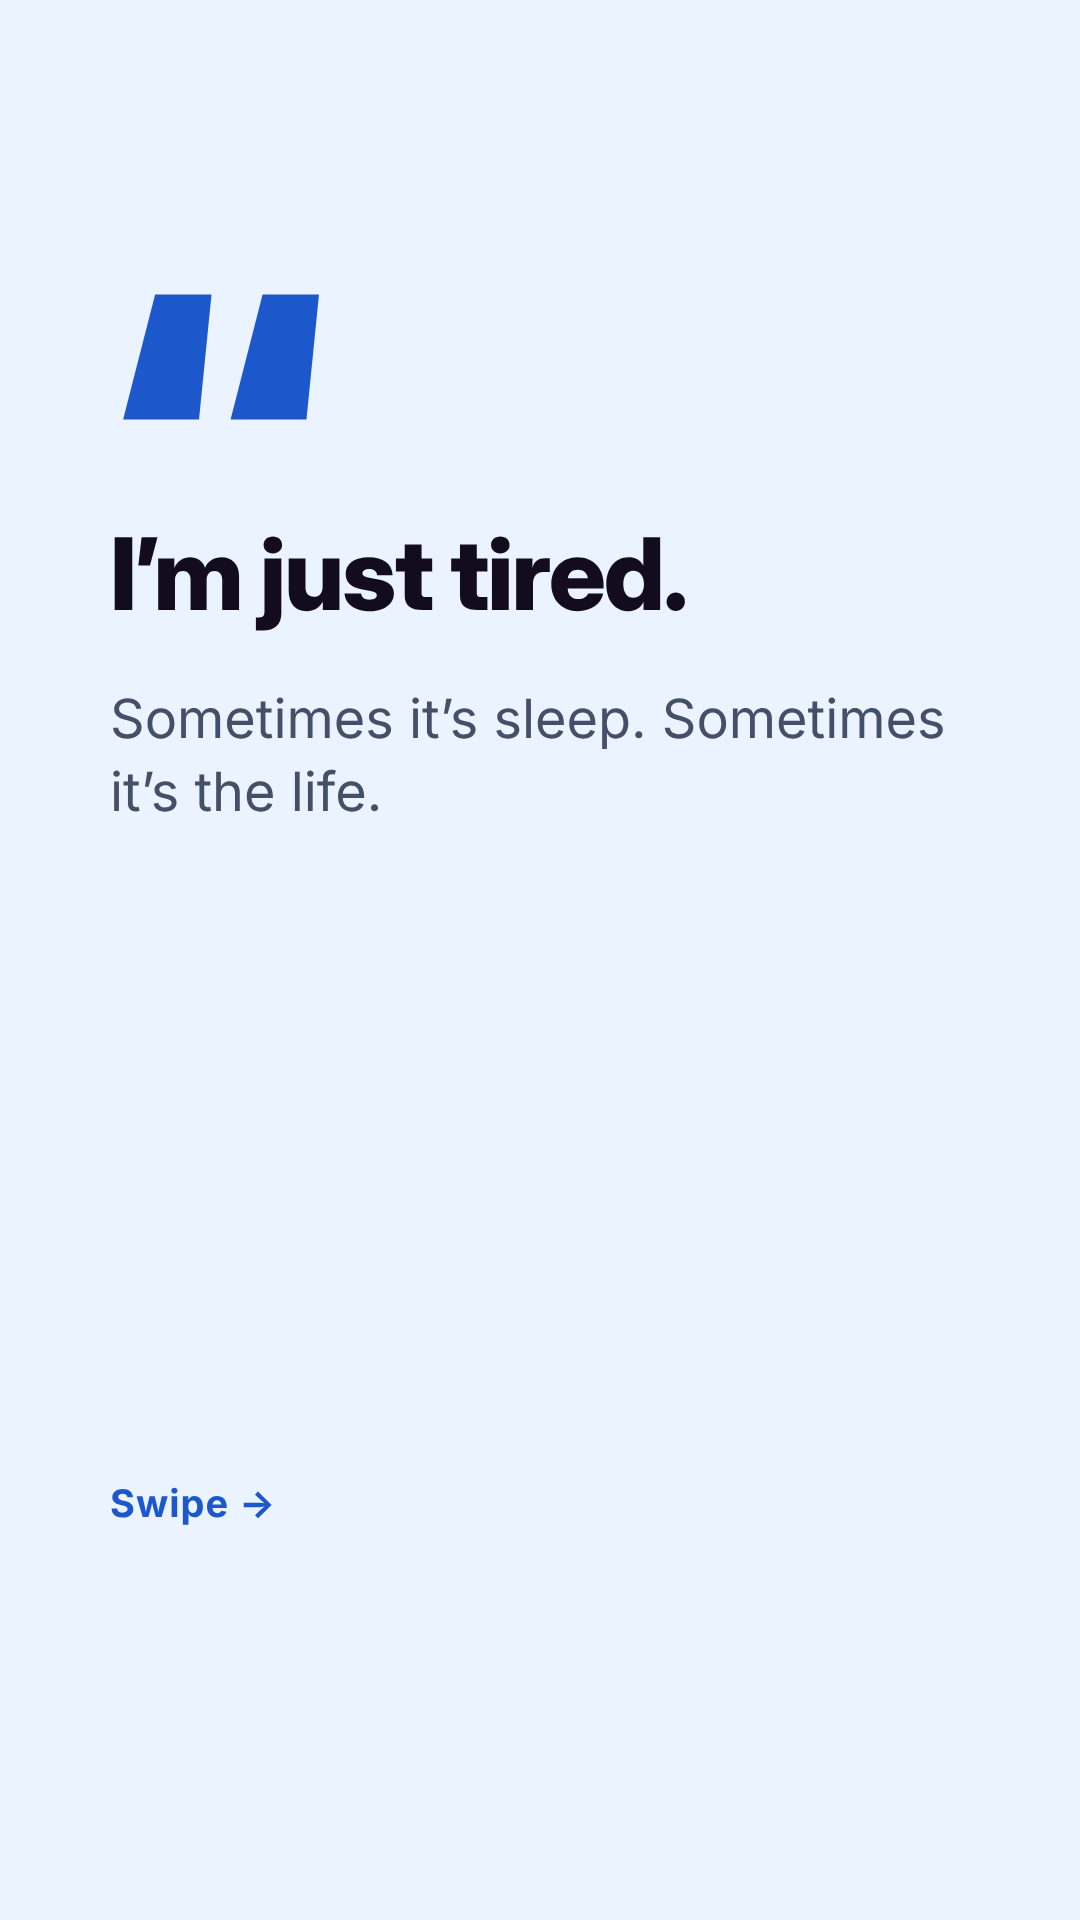 “
I’m just tired.
Sometimes it’s sleep. Sometimes
it’s the life.
Swipe →